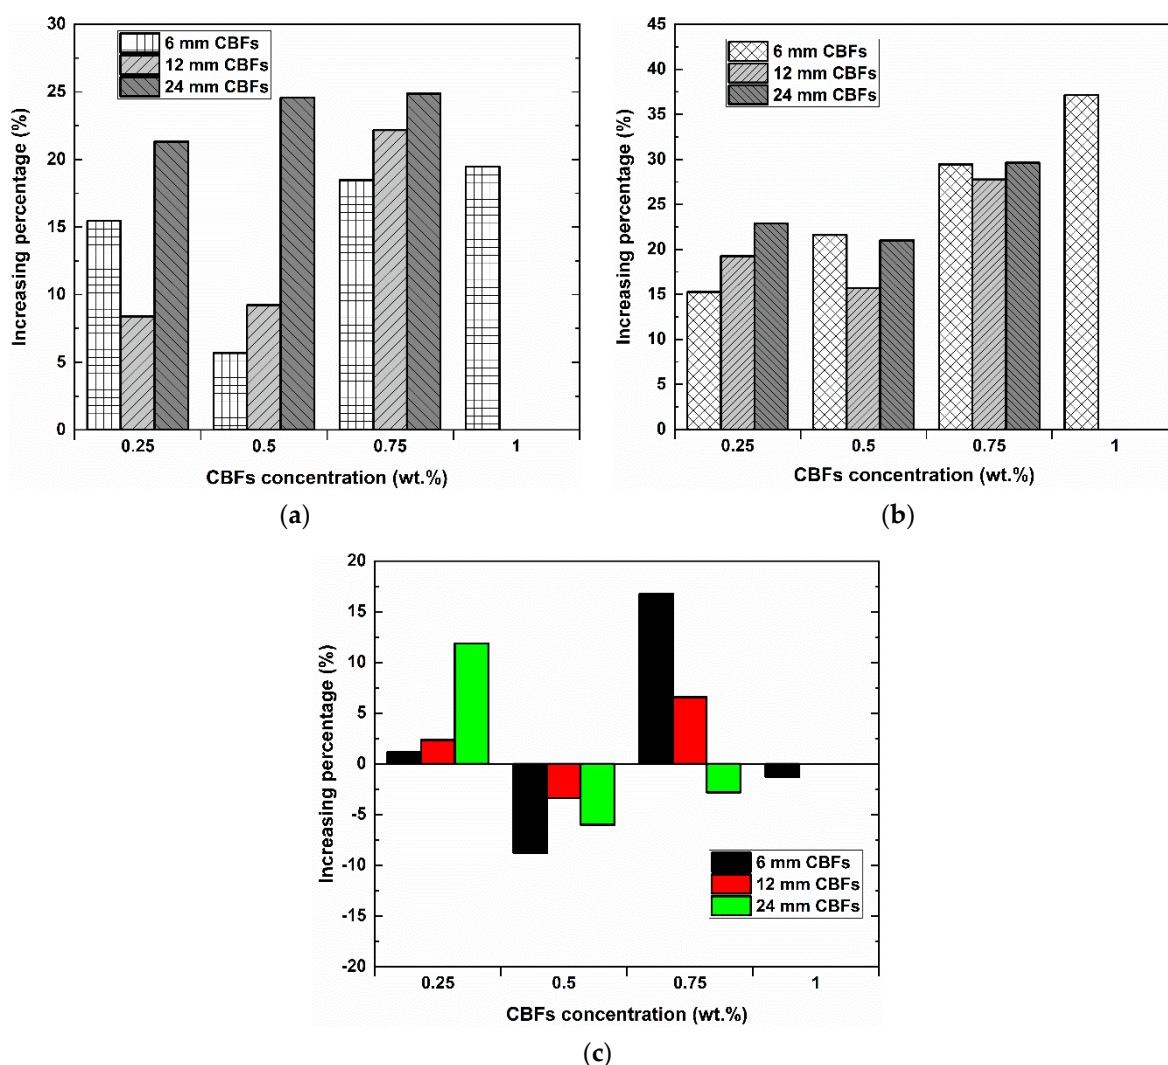 30
25
20
15
10
5
0
Increasing percentage (%)
6 mm CBFs
12 mm CBFs
24 mm CBFs
0.25 0.5 0.75 1
CBFs concentration (wt.%)
(a)
45
40
35
30
25
20
15
10
5
0
Increasing percentage (%)
6 mm CBFs
12 mm CBFs
24 mm CBFs
0.25 0.5 0.75 1
CBFs concentration (wt.%)
(b)
20
15
10
5
0
-5
-10
-15
-20
Increasing percentage (%)
6 mm CBFs
12 mm CBFs
24 mm CBFs
0.25 0.5 0.75 1
CBFs concentration (wt.%)
(c)